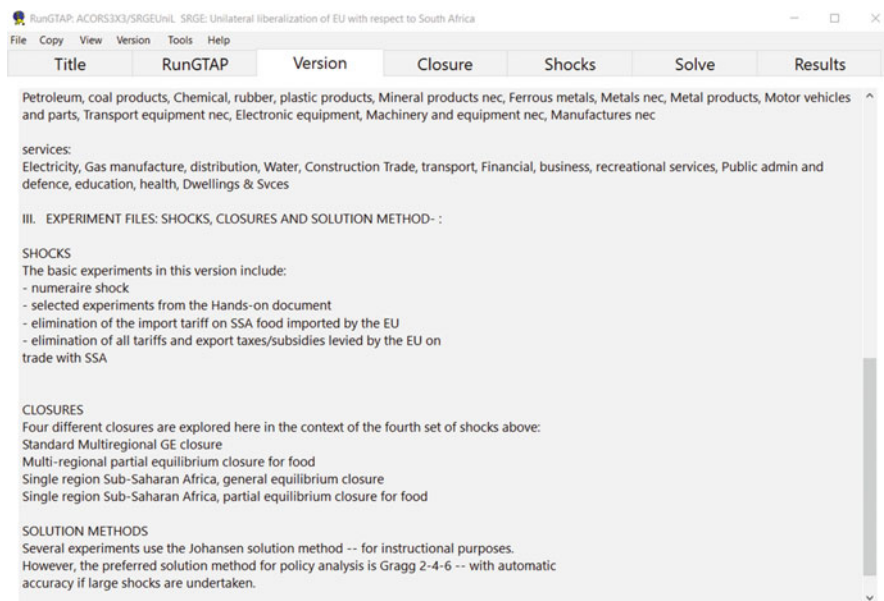 RunGTAP: ACORS3X3/SRGEUniL SRGE: Unilateral liberalization of EU with respect to South Africa
File Copy View Version Tools Help
Title RunGTAP Version Closure Shocks Solve Results
Petroleum, coal products, Chemical, rubber, plastic products, Mineral products nec, Ferrous metals, Metals nec, Metal products, Motor vehicles
and parts, Transport equipment nec, Electronic equipment, Machinery and equipment nec, Manufactures nec
services:
Electricity, Gas manufacture, distribution, Water, Construction Trade, transport, Financial, business, recreational services, Public admin and
defence, education, health, Dwellings & Svces
III. EXPERIMENT FILES: SHOCKS, CLOSURES AND SOLUTION METHOD- :
SHOCKS
The basic experiments in this version include:
- numeraire shock
- selected experiments from the Hands-on document
- elimination of the import tariff on SSA food imported by the EU
- elimination of all tariffs and export taxes/subsidies levied by the EU on
trade with SSA
CLOSURES
Four different closures are explored here in the context of the fourth set of shocks above:
Standard Multiregional GE closure
Multi-regional partial equilibrium closure for food
Single region Sub-Saharan Africa, general equilibrium closure
Single region Sub-Saharan Africa, partial equilibrium closure for food
SOLUTION METHODS
Several experiments use the Johansen solution method -- for instructional purposes.
However, the preferred solution method for policy analysis is Gragg 2-4-6 -- with automatic
accuracy if large shocks are undertaken.